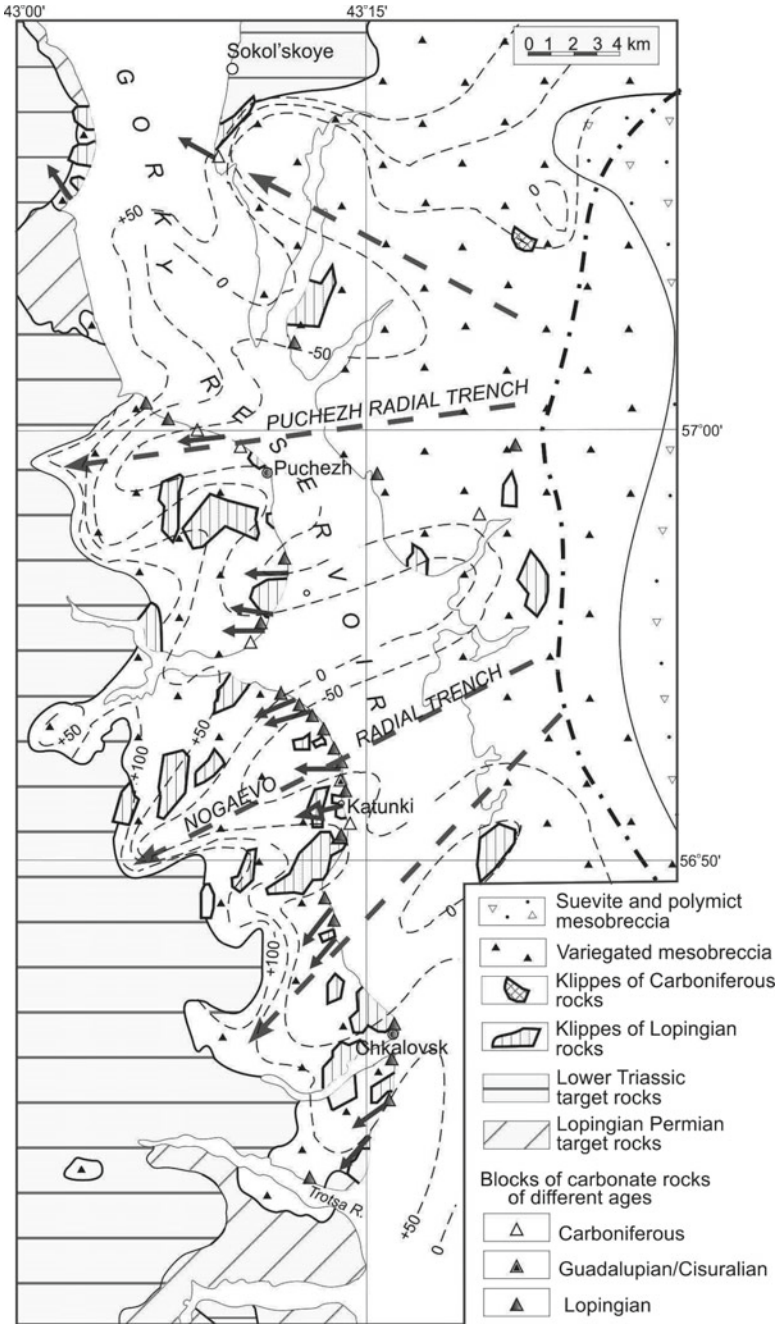 43°00'
43°15'
Sokol'skoye
0 1 2 3 4 km
GORKY
RESERVOIR
+50
0
0
-50
PUCHEZH RADIAL TRENCH
57°00'
Puchezh
0
-50
+50
+50
+100
NOGAEVO
RADIAL TRENCH
Katunki
56°50'
0
+100
Chkalovsk
Trotsa R.
+50
0
Suevite and polymict
mesobreccia
Variegated mesobreccia
Klippes of Carboniferous
rocks
Klippes of Lopingian
rocks
Lower Triassic
target rocks
Lopingian Permian
target rocks
Blocks of carbonate rocks
of different ages
Carboniferous
Guadalupian/Cisuralian
Lopingian